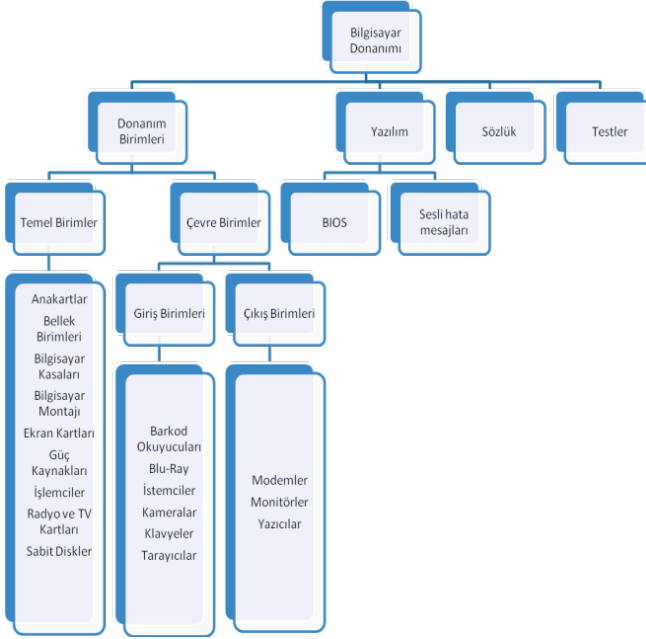 Bilgisayar
Donanımı
Donanım
Birimleri
Yazılım
Sözlük
Testler
Temel Birimler
Çevre Birimler
BIOS
Sesli hata
mesajları
Anakartlar
Bellek
Birimleri
Bilgisayar
Kasaları
Bilgisayar
Montajı
Ekran Kartları
Güç
Kaynakları
İşlemciler
Radyo ve TV
Kartları
Sabit Diskler
Giriş Birimleri
Çıkış Birimleri
Barkod
Okuyucuları
Blu-Ray
İstemciler
Kameralar
Klavyeler
Tarayıcılar
Modemler
Monitörler
Yazıcılar